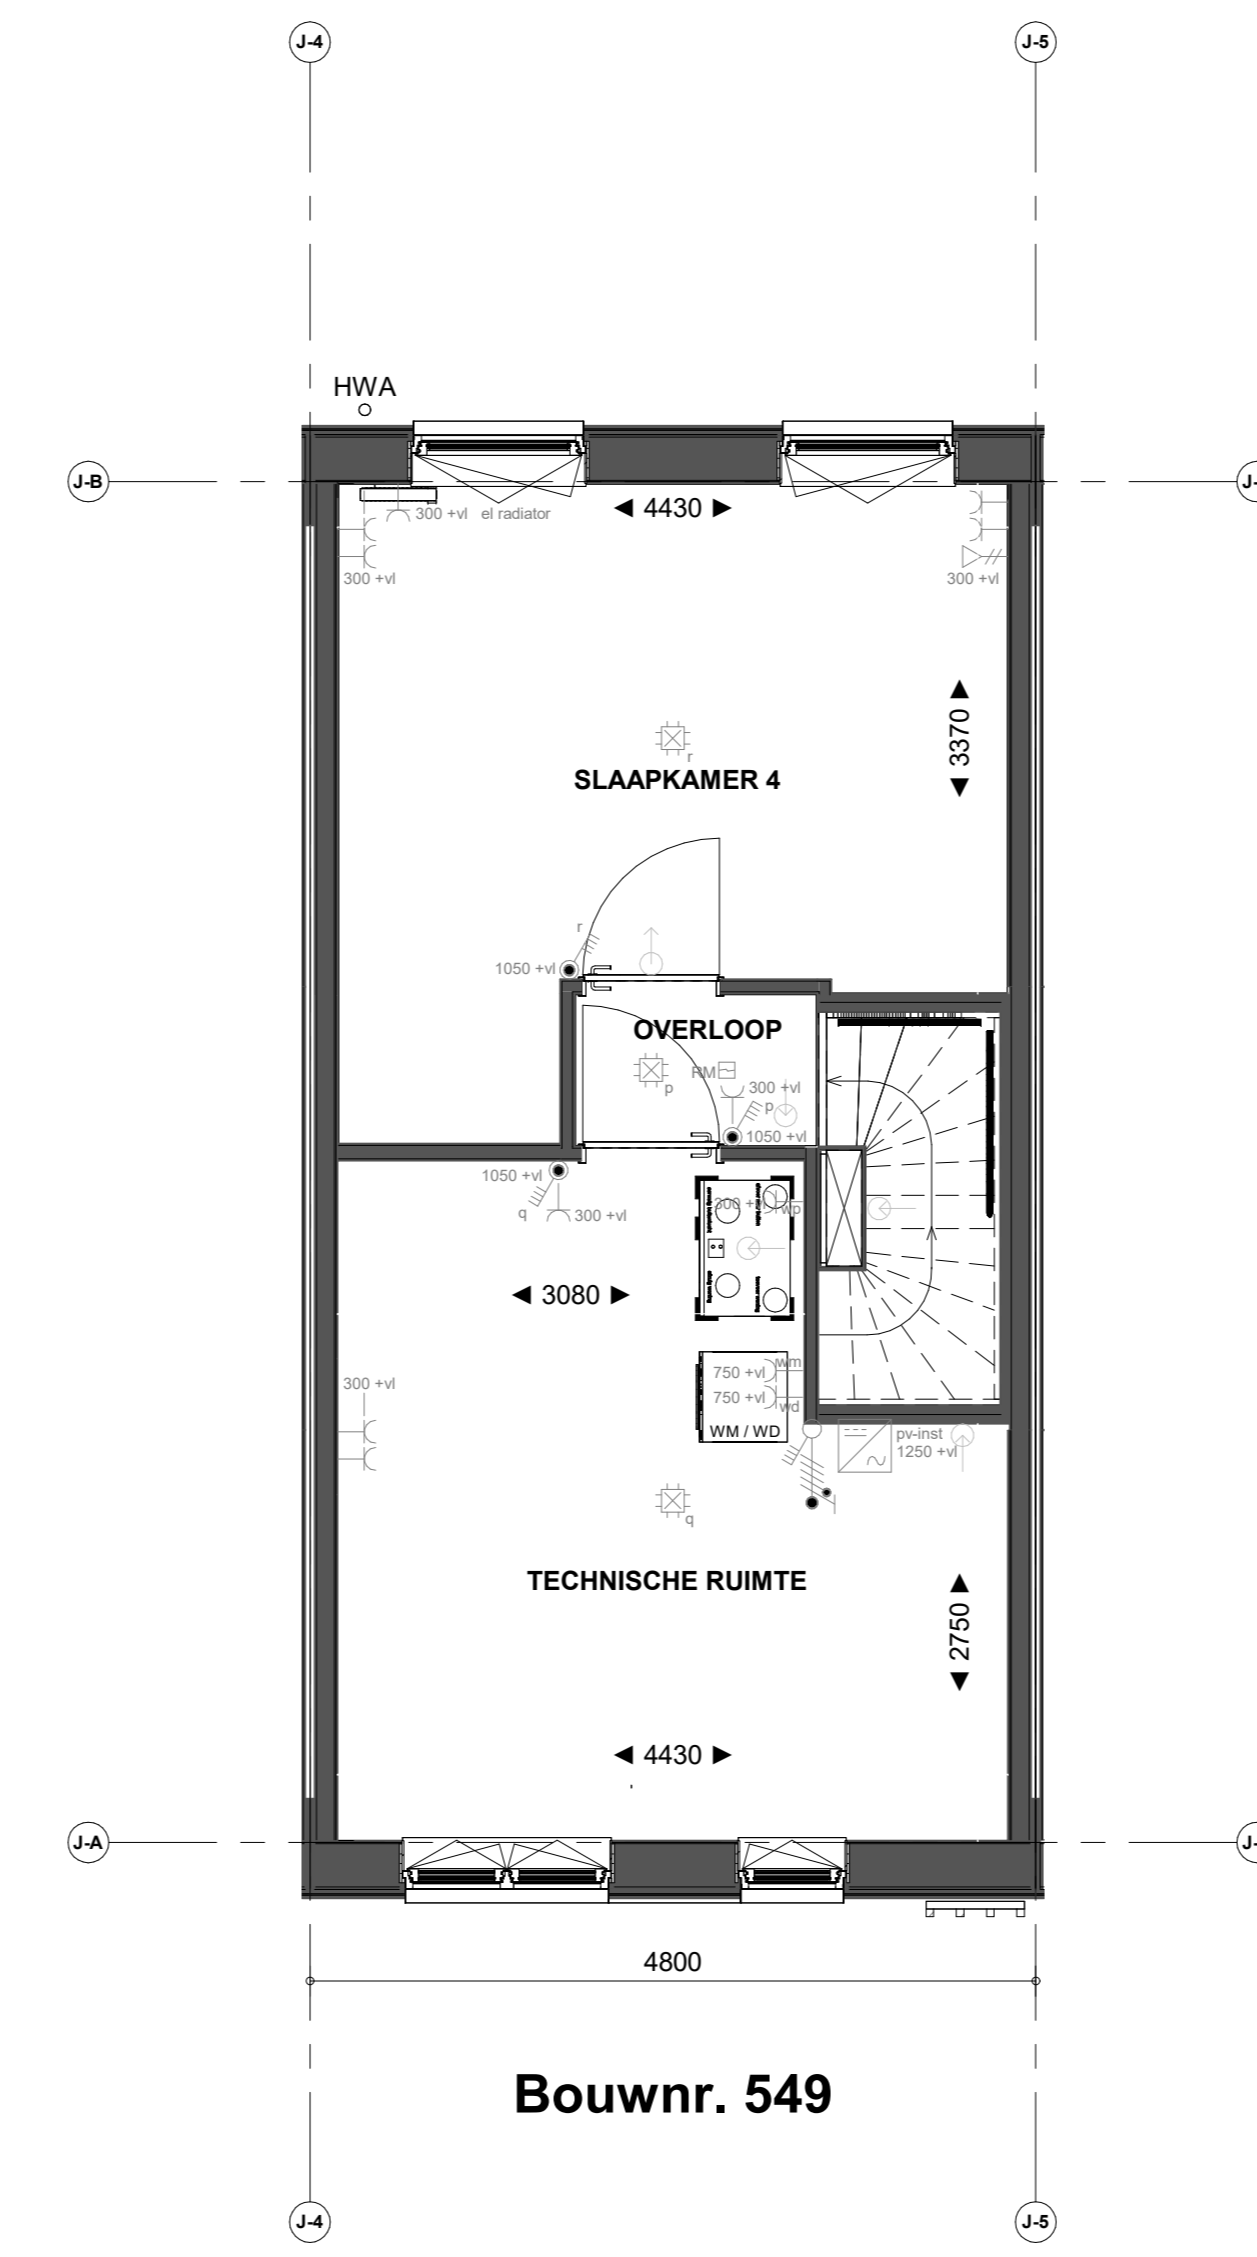 J-4
J-5
HWA
J-B
J-
300 +vl el radiator
4430
300 +vl
300 +vl
3370
r
SLAAPKAMER 4
r
1050 +vl
OVERLOOP
p
RM
300 +vl
p
1050 +vl
1050 +vl
q
300 +vl
300 +vl
wp
3080
300 +vl
750 +vl
wm
750 +vl
wd
WM / WD
pv-inst
1250 +vl
q
TECHNISCHE RUIMTE
2750
4430
J-A
J-
4800
Bouwnr. 549
J-4
J-5